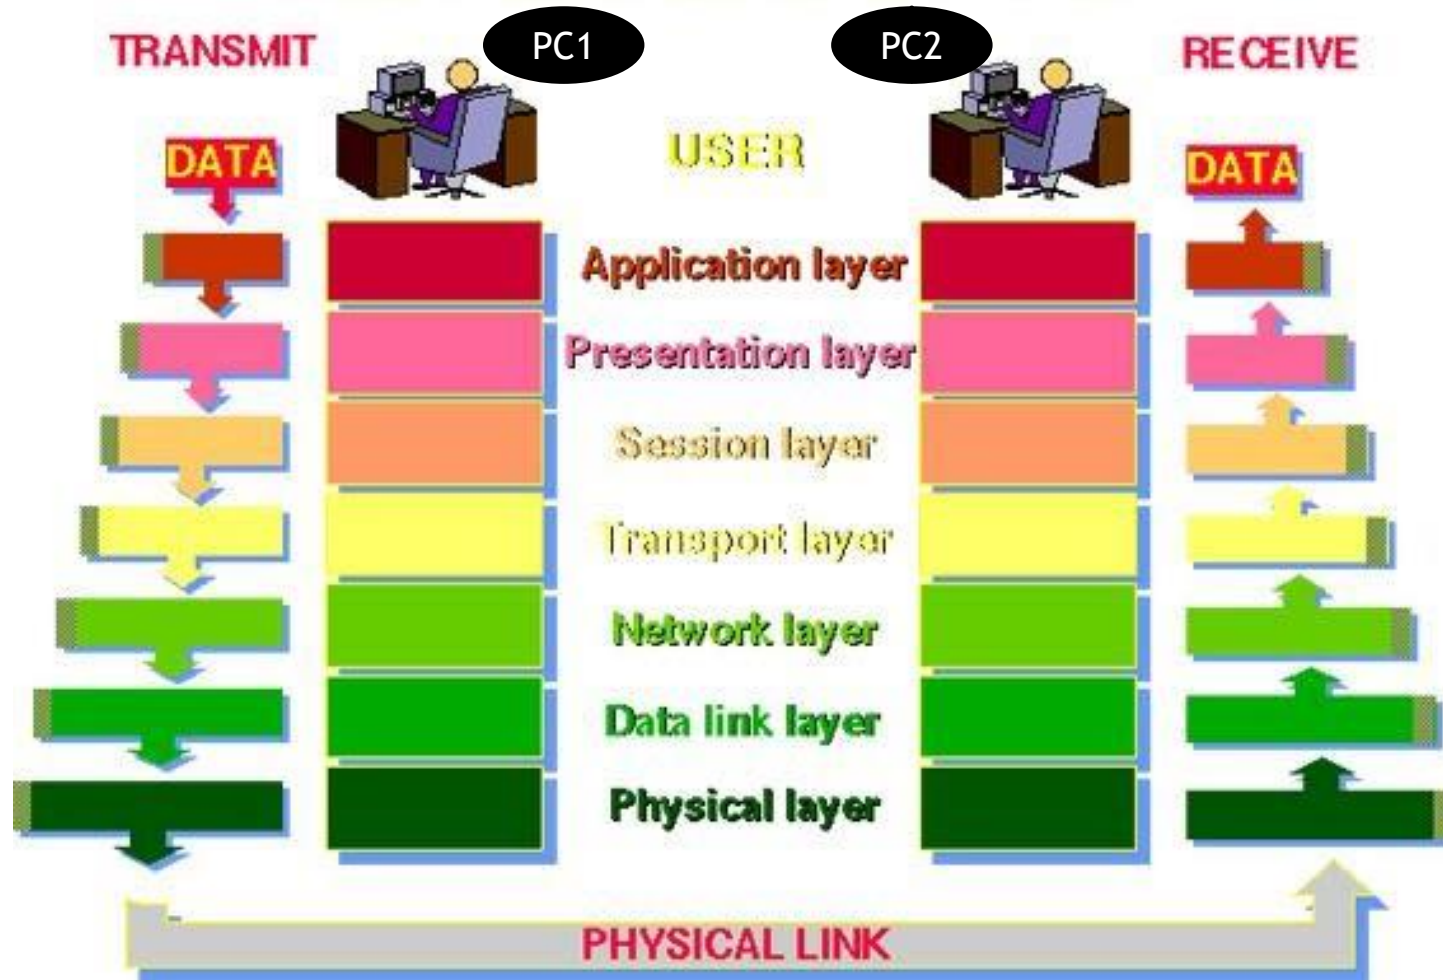 TRANSMIT
PC1
PC2
RECEIVE
DATA
USER
DATA
Application layer
Presentation layer
Session layer
Transport layer
Network layer
Data link layer
Physical layer
PHYSICAL LINK